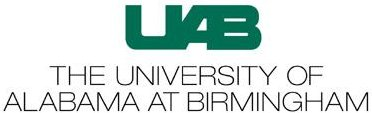 UAB
THE UNIVERSITY OF
ALABAMA AT BIRMINGHAM